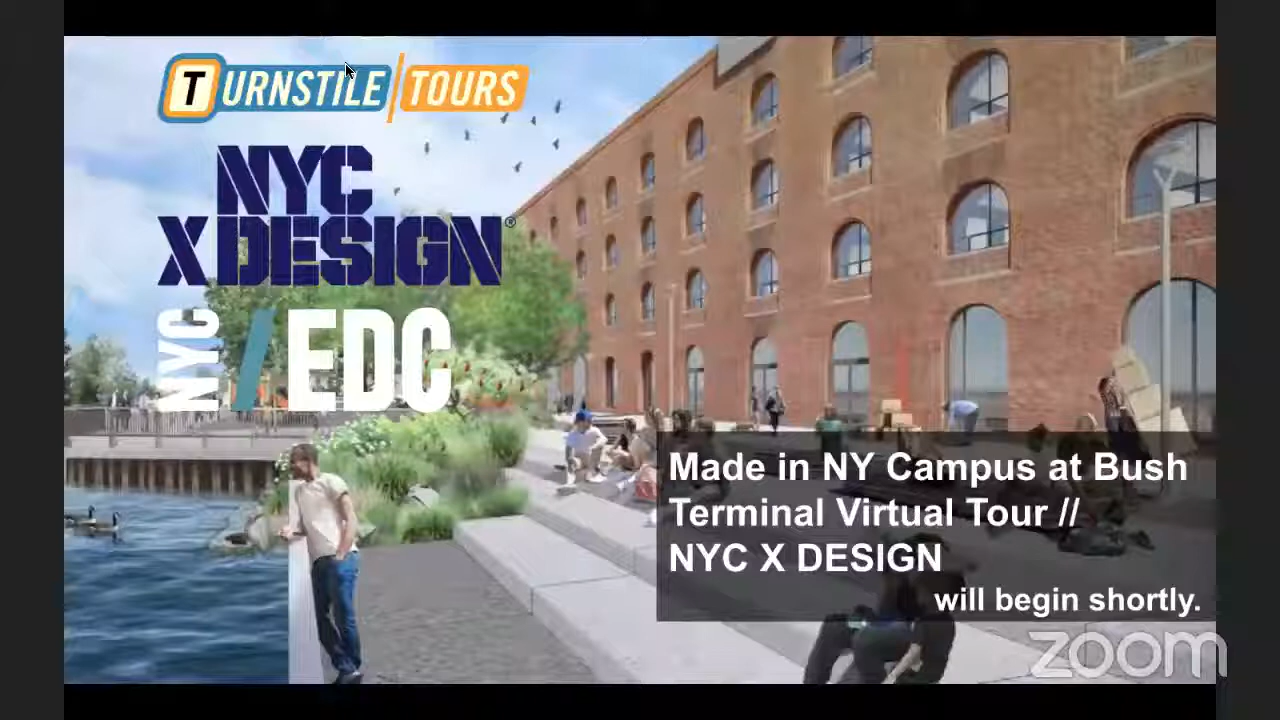 TURNSTILE TOURS
NYC
X DESIGN®
NYC / EDC
Made in NY Campus at Bush
Terminal Virtual Tour //
NYC X DESIGN
will begin shortly.
zoom